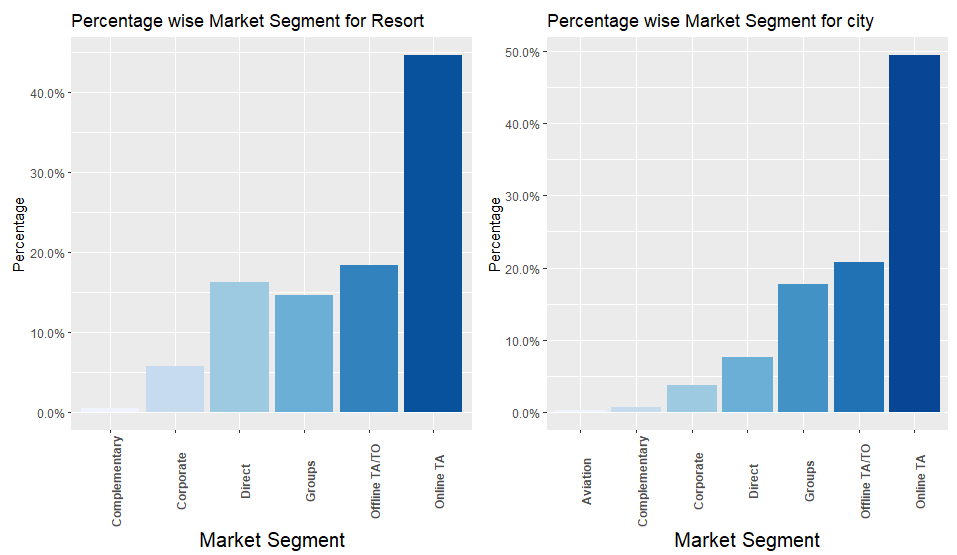 Percentage wise Market Segment for Resort
Percentage
40.0%
30.0%
20.0%
10.0%
0.0%
Complementary
Corporate
Direct
Groups
Offline TA/TO
Online TA
Market Segment
Percentage wise Market Segment for city
Percentage
50.0%
40.0%
30.0%
20.0%
10.0%
0.0%
Aviation
Complementary
Corporate
Direct
Groups
Offline TA/TO
Online TA
Market Segment